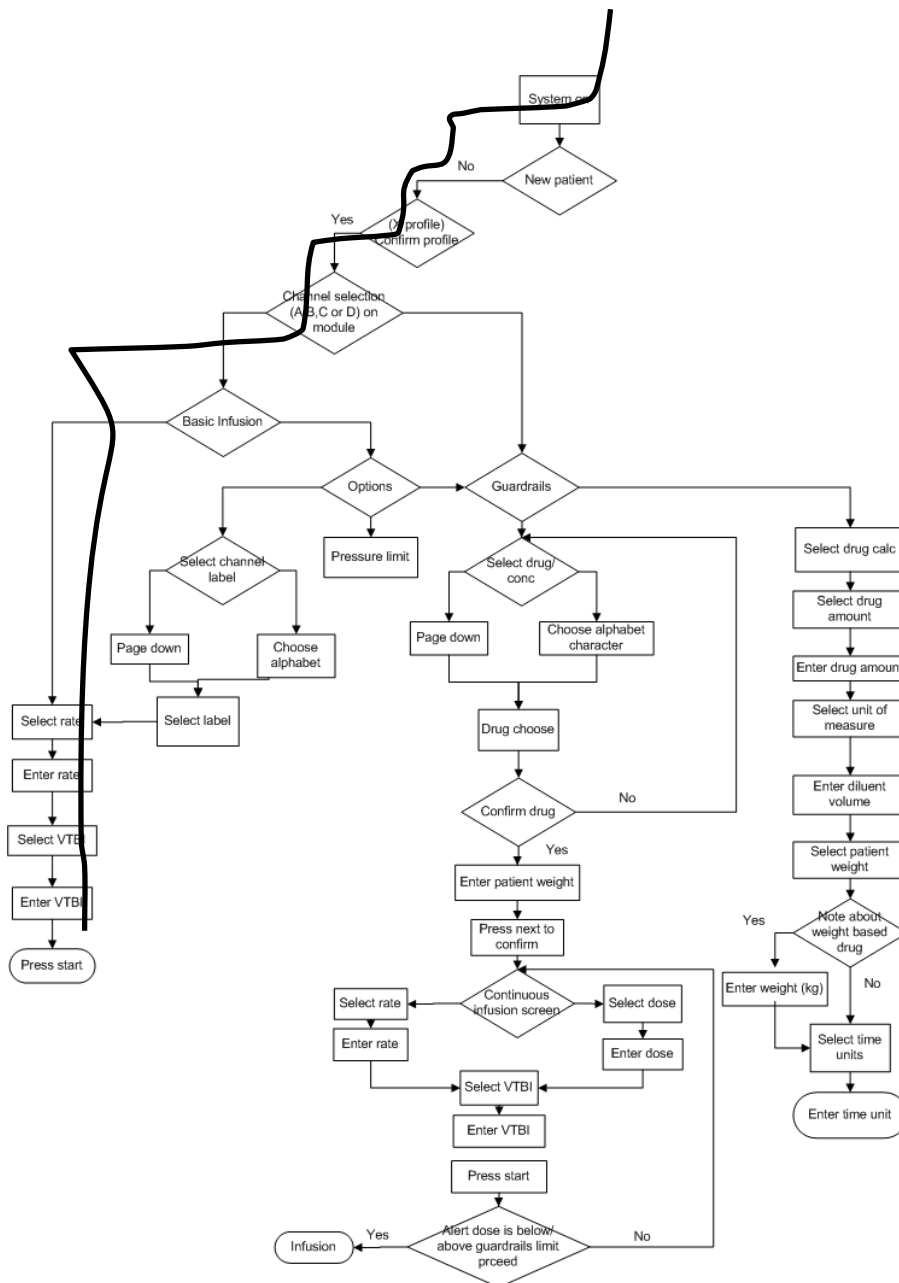 System on
New patient
No
(X profile)
Confirm profile
Yes
Channel selection
(A,B,C or D) on
module
Basic Infusion
Options
Guardrails
Pressure limit
Select channel
label
Page down
Choose
alphabet
Select label
Select rate
Enter rate
Select VTBI
Enter VTBI
Press start
Select drug/
conc
Page down
Choose alphabet
character
Drug choose
Confirm drug
No
Yes
Enter patient weight
Press next to
confirm
Continuous
infusion screen
Select rate
Enter rate
Select dose
Enter dose
Select VTBI
Enter VTBI
Press start
Alert dose is below/
above guardrails limit
prceed
Yes
No
Infusion
Select drug calc
Select drug
amount
Enter drug amount
Select unit of
measure
Enter diluent
volume
Select patient
weight
Note about
weight based
drug
Yes
No
Enter weight (kg)
Select time
units
Enter time unit